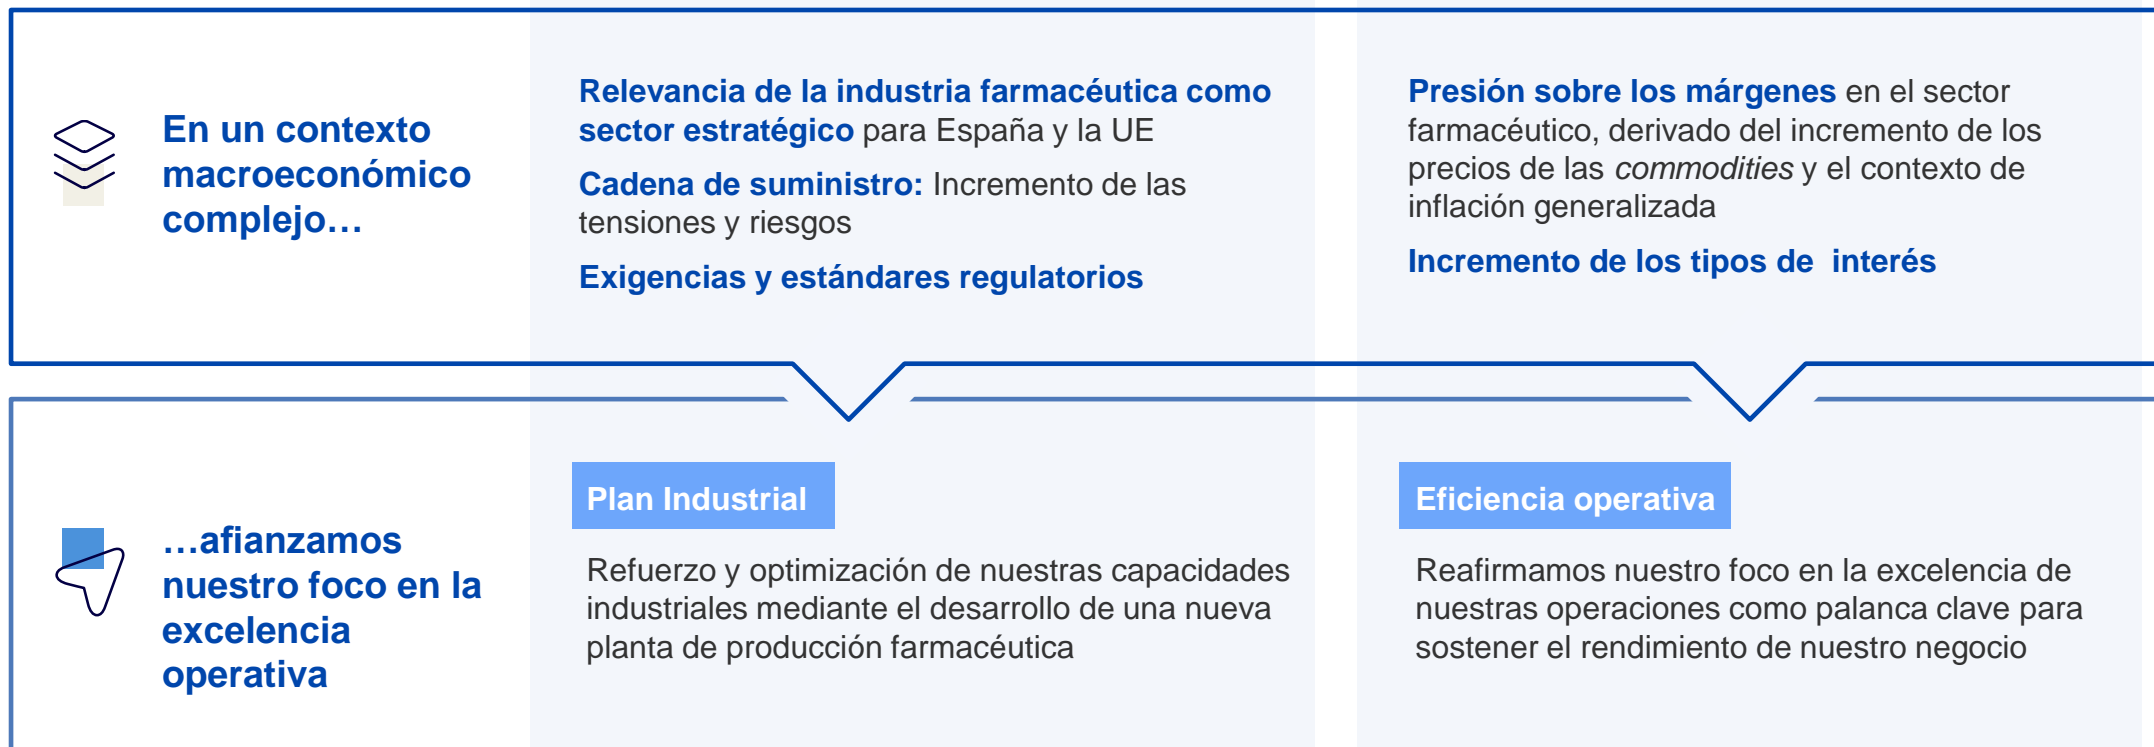 En un contexto
macroeconómico
complejo…
Relevancia de la industria farmacéutica como
sector estratégico para España y la UE
Cadena de suministro: Incremento de las
tensiones y riesgos
Exigencias y estándares regulatorios
Presión sobre los márgenes en el sector
farmacéutico, derivado del incremento de los
precios de las commodities y el contexto de
inflación generalizada
Incremento de los tipos de  interés
…afianzamos
nuestro foco en la
excelencia
operativa
Plan Industrial
Refuerzo y optimización de nuestras capacidades
industriales mediante el desarrollo de una nueva
planta de producción farmacéutica
Eficiencia operativa
Reafirmamos nuestro foco en la excelencia de
nuestras operaciones como palanca clave para
sostener el rendimiento de nuestro negocio